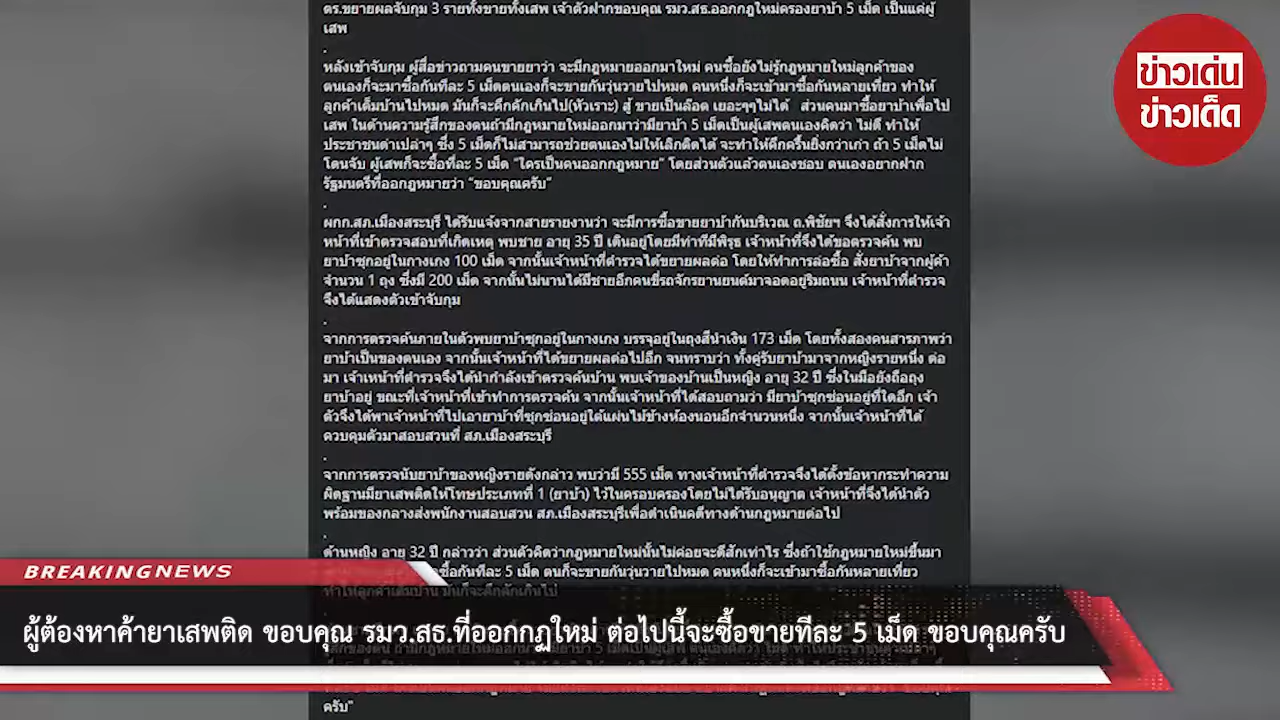 ตร.ขยายผลจับกุม 3 รายทั้งขายทั้งเสพ เจ้าตัวฝากขอบคุณ รมว.สธ.ออกกฎใหม่ครองยาบ้า 5 เม็ด เป็นแค่ผู้
เสพ
.
หลังเข้าจับกุม ผู้สื่อข่าวถามคนขายยาว่า จะมีกฎหมายออกมาใหม่ คนซื้อยังไม่รู้กฎหมายใหม่ลูกค้าของ
ตนเองก็จะมาซื้อกันทีละ 5 เม็ดตนเองก็จะขายกันวุ่นวายไปหมด คนหนึ่งก็จะเข้ามาซื้อกันหลายเที่ยว ทำให้
ลูกค้าเต็มบ้านไปหมด มันก็จะคึกคักเกินไป(หัวเราะ) สู้ ขายเป็นล๊อต เยอะๆๆไม่ได้ ส่วนคนมาซื้อยาบ้าเพื่อไป
เสพ ในด้านความรู้สึกของตนถ้ามีกฎหมายใหม่ออกมาว่ามียาบ้า 5 เม็ดเป็นผู้เสพตนเองคิดว่า ไม่ดี ทำให้
ประชาชนด่าเปล่าๆ ซึ่ง 5 เม็ดก็ไม่สามารถช่วยตนเองไม่ให้เลิกติดได้ จะทำให้คึกครื้นยิ่งกว่าเก่า ถ้า 5 เม็ดไม่
โดนจับ ผู้เสพก็จะซื้อทีละ 5 เม็ด "ใครเป็นคนออกกฎหมาย" โดยส่วนตัวแล้วตนเองชอบ ตนเองอยากฝาก
รัฐมนตรีที่ออกกฎหมายว่า "ขอบคุณครับ"
.
ผกก.สภ.เมืองสระบุรี ได้รับแจ้งจากสายรายงานว่า จะมีการซื้อขายยาบ้ากันบริเวณ ถ.พิชัยฯ จึงได้สั่งการให้เจ้า
หน้าที่เข้าตรวจสอบที่เกิดเหตุ พบชาย อายุ 35 ปี เดินอยู่โดยมีท่าทีมีพิรุธ เจ้าหน้าที่จึงได้ขอตรวจค้น พบ
ยาบ้าซุกอยู่ในกางเกง 100 เม็ด จากนั้นเจ้าหน้าที่ตำรวจได้ขยายผลต่อ โดยให้ทำการล่อซื้อ สั่งยาบ้าจากผู้ค้า
จำนวน 1 ถุง ซึ่งมี 200 เม็ด จากนั้นไม่นานได้มีชายอีกคนขี่รถจักรยานยนต์มาจอดอยู่ริมถนน เจ้าหน้าที่ตำรวจ
จึงได้แสดงตัวเข้าจับกุม
.
จากการตรวจค้นภายในตัวพบยาบ้าซุกอยู่ในกางเกง บรรจุอยู่ในถุงสีน้ำเงิน 173 เม็ด โดยทั้งสองคนสารภาพว่า
ยาบ้าเป็นของตนเอง จากนั้นเจ้าหน้าที่ได้ขยายผลต่อไปอีก จนทราบว่า ทั้งคู่รับยาบ้ามาจากหญิงรายหนึ่ง ต่อ
มา เจ้าหน้าที่ตำรวจจึงได้นำกำลังเข้าตรวจค้นบ้าน พบเจ้าของบ้านเป็นหญิง อายุ 32 ปี ซึ่งในมือยังถือถุง
ยาบ้าอยู่ ขณะที่เจ้าหน้าที่เข้าทำการตรวจค้น จากนั้นเจ้าหน้าที่ได้สอบถามว่า มียาบ้าซุกซ่อนอยู่ที่ใดอีก เจ้า
ตัวจึงได้พาเจ้าหน้าที่ไปเอายาบ้าที่ซุกซ่อนอยู่ใต้แผ่นไม้ข้างห้องนอนอีกจำนวนหนึ่ง จากนั้นเจ้าหน้าที่ได้
ควบคุมตัวมาสอบสวนที่ สภ.เมืองสระบุรี
.
จากการตรวจนับยาบ้าของหญิงรายดังกล่าว พบว่ามี 555 เม็ด ทางเจ้าหน้าที่ตำรวจจึงได้ตั้งข้อหากระทำความ
ผิดฐานมียาเสพติดให้โทษประเภทที่ 1 (ยาบ้า) ไว้ในครอบครองโดยไม่ได้รับอนุญาต เจ้าหน้าที่จึงได้นำตัว
พร้อมของกลางส่งพนักงานสอบสวน สภ.เมืองสระบุรีเพื่อดำเนินคดีทางด้านกฎหมายต่อไป
.
ด้านหญิง อายุ 32 ปี กล่าวว่า ส่วนตัวคิดว่ากฎหมายใหม่นั้นไม่ค่อยจะดีสักเท่าไร ซึ่งถ้าใช้กฎหมายใหม่ขึ้นมา
ซื้อกันทีละ 5 เม็ด ตนก็จะขายกันวุ่นวายไปหมด คนหนึ่งก็จะเข้ามาซื้อกันหลายเที่ยว
ทำให้ลูกค้าเต็มบ้าน มันก็จะคึกคักเกินไป
ครับ"
ข่าวเด่น
ข่าวเด็ด
BREAKING NEWS
ผู้ต้องหาค้ายาเสพติด ขอบคุณ รมว.สธ.ที่ออกกฏใหม่ ต่อไปนี้จะซื้อขายทีละ 5 เม็ด ขอบคุณครับ